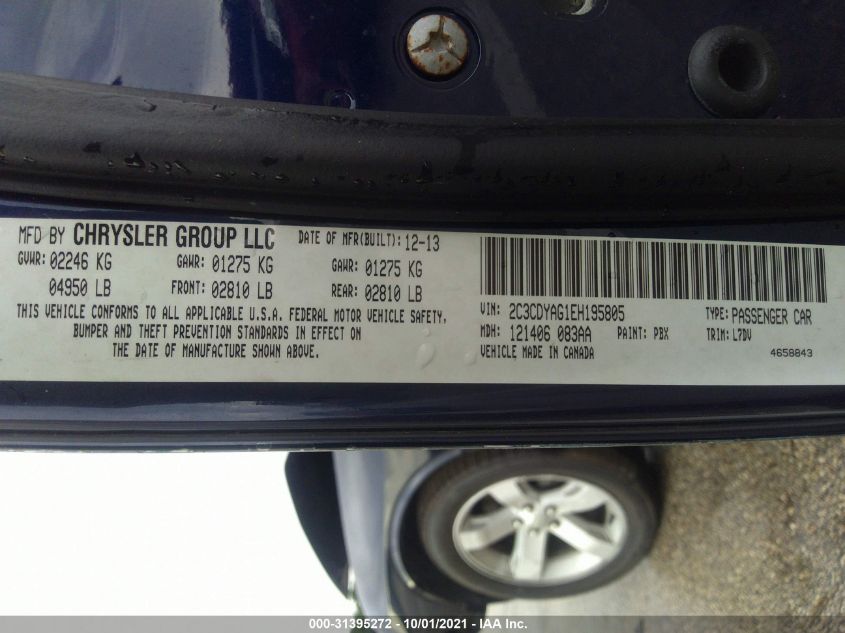 MFD BY CHRYSLER GROUP LLC
DATE OF MFR(BUILT): 12-13
GVWR: 02246 KG GAWR: 01275 KG GAWR: 01275 KG
04950 LB FRONT: 02810 LB REAR: 02810 LB
THIS VEHICLE CONFORMS TO ALL APPLICABLE U.S.A. FEDERAL MOTOR VEHICLE SAFETY,
BUMPER AND THEFT PREVENTION STANDARDS IN EFFECT ON
THE DATE OF MANUFACTURE SHOWN ABOVE.
VIN: 2C3CDYAG1EH195805 TYPE: PASSENGER CAR
MDH: 121406 083AA PAINT: PBX TRIM: L7DV
VEHICLE MADE IN CANADA 4658843
000-31395272 - 10/01/2021 - IAA Inc.